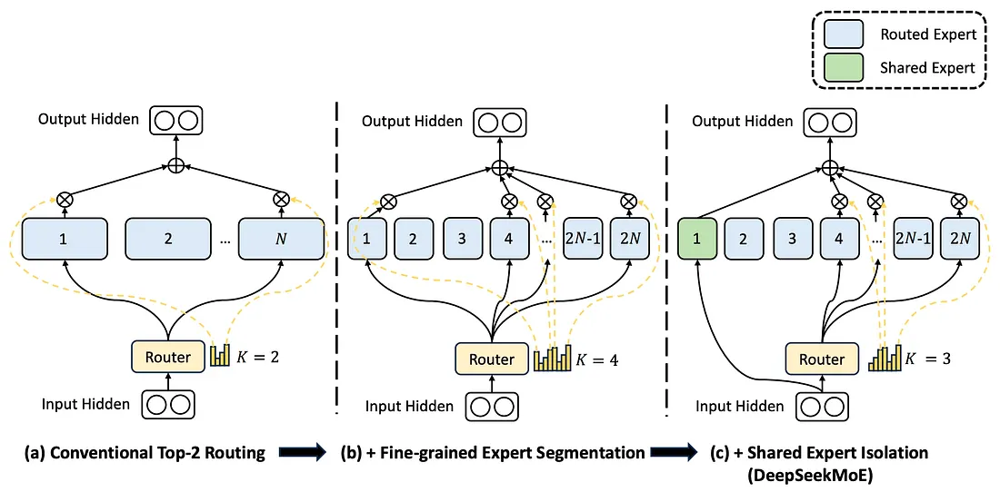 Routed Expert
Shared Expert
Output Hidden
1
2
...
N
Router
K = 2
Input Hidden
(a) Conventional Top-2 Routing
Output Hidden
1
2
3
4
...
2N-1
2N
Router
K = 4
Input Hidden
(b) + Fine-grained Expert Segmentation
Output Hidden
1
2
3
4
...
2N-1
2N
Router
K = 3
Input Hidden
(c) + Shared Expert Isolation
(DeepSeekMoE)